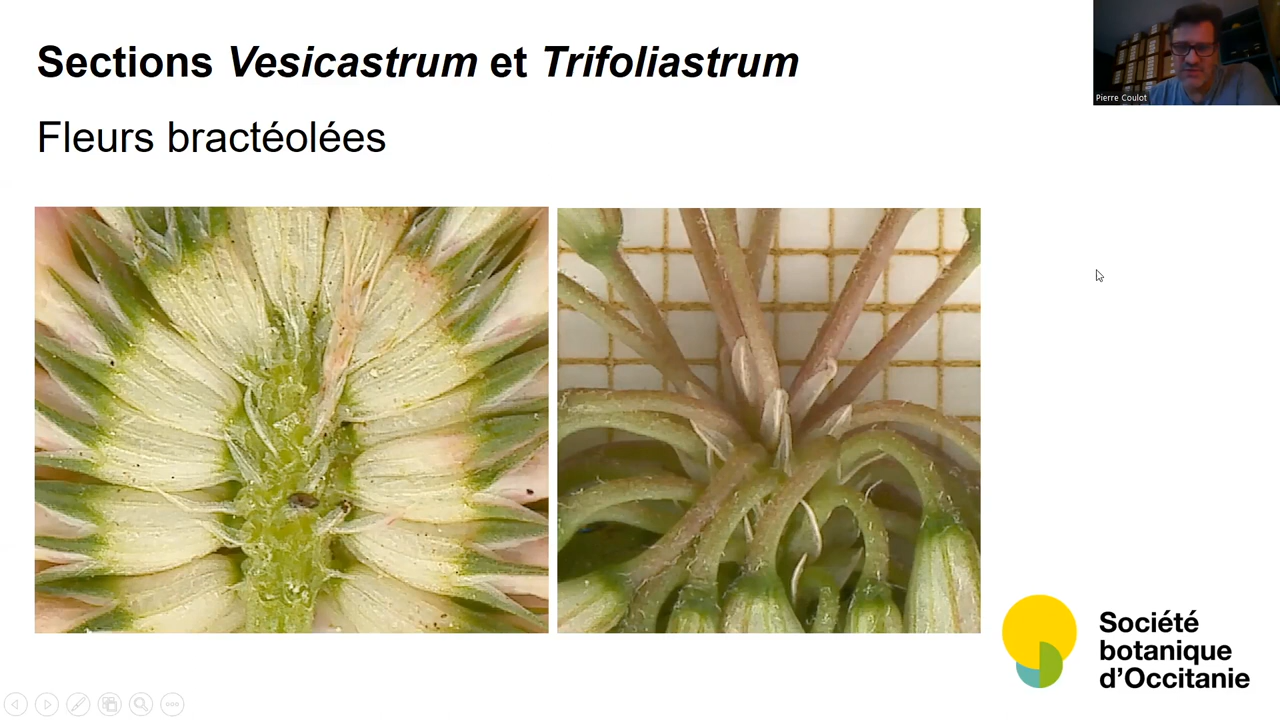 Sections Vesicastrum et Trifoliastrum
Fleurs bractéolées
Pierre Coulot
Société
botanique
d'Occitanie